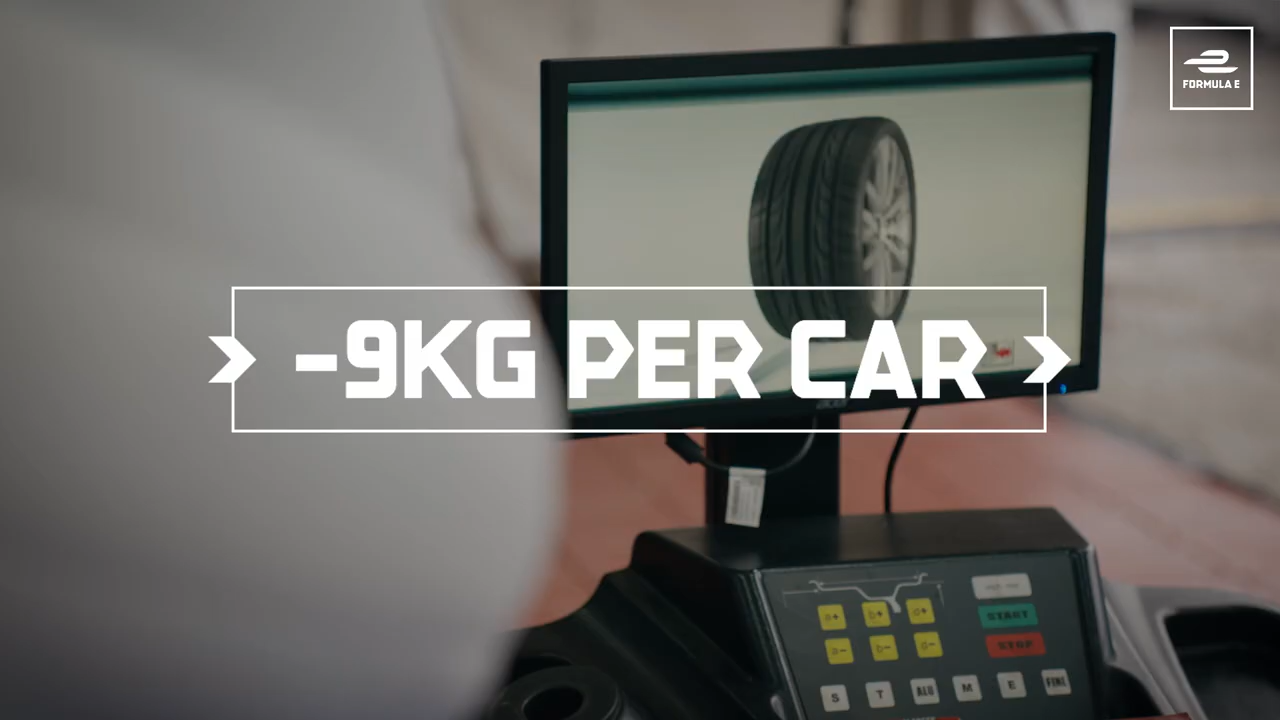 FORMULA E
-9KG PER CAR
a+ b+ d+
START
a- b- d-
STOP
S T ALU M E FINE